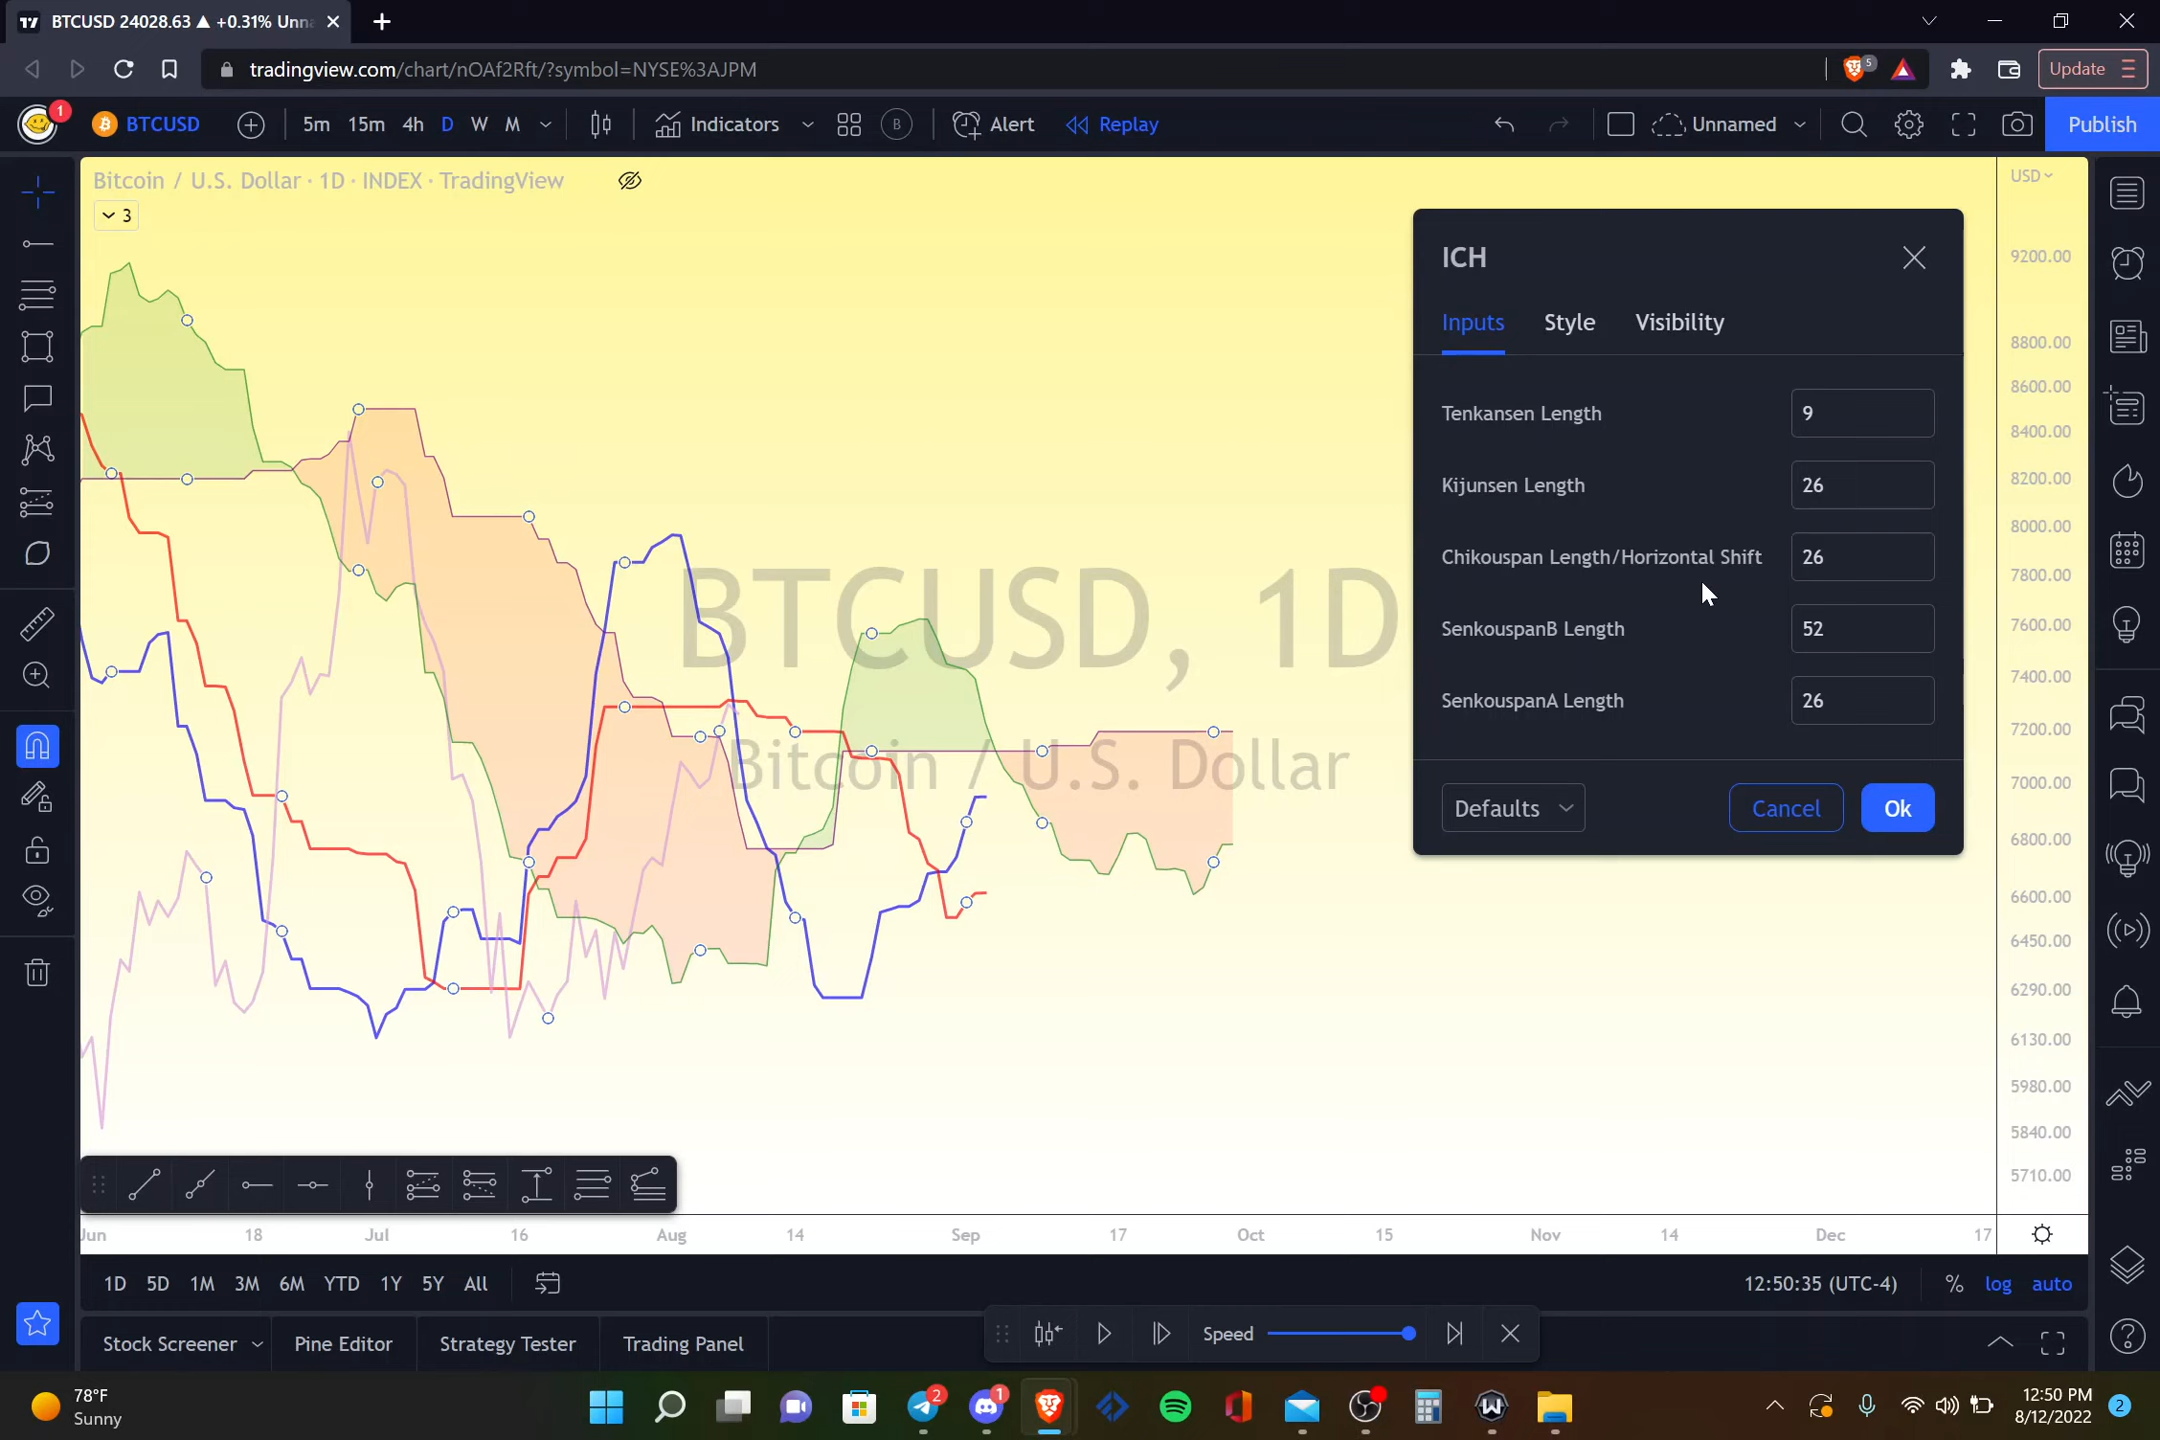 BTCUSD 24028.63 ▲ +0.31% Unn
tradingview.com/chart/nOAf2Rft/?symbol=NYSE%3AJPM
5
Update
1
BTCUSD
5m 15m 4h D W M
Indicators
B
Alert
Replay
Unnamed
Publish
Bitcoin / U.S. Dollar · 1D · INDEX · TradingView
3
USD
9200.00
8800.00
8600.00
8400.00
8200.00
8000.00
7800.00
7600.00
7400.00
7200.00
7000.00
6800.00
6600.00
6450.00
6290.00
6130.00
5980.00
5840.00
5710.00
BTCUSD, 1D
Bitcoin / U.S. Dollar
ICH
Inputs Style Visibility
Tenkansen Length 9
Kijunsen Length 26
Chikouspan Length/Horizontal Shift 26
SenkouspanB Length 52
SenkouspanA Length 26
Defaults Cancel Ok
Jun 18 Jul 16 Aug 14 Sep 17 Oct 15 Nov 14 Dec 17
1D 5D 1M 3M 6M YTD 1Y 5Y All
12:50:35 (UTC-4) % log auto
Stock Screener Pine Editor Strategy Tester Trading Panel
Speed
78°F
Sunny
2
1
12:50 PM
8/12/2022
2